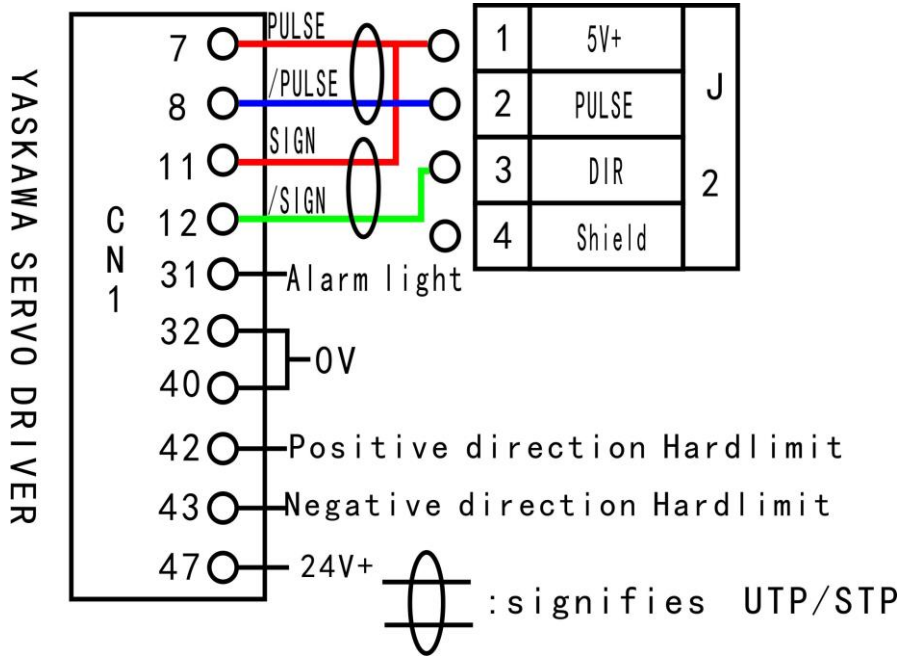 YASKAWA SERVO DRIVER
CN1
7 PULSE
8 /PULSE
11 SIGN
12 /SIGN
31 Alarm light
32
40
0V
42 Positive direction Hardlimit
43 Negative direction Hardlimit
47 24V+
1 5V+
2 PULSE
3 DIR
4 Shield
J2
:signifies UTP/STP